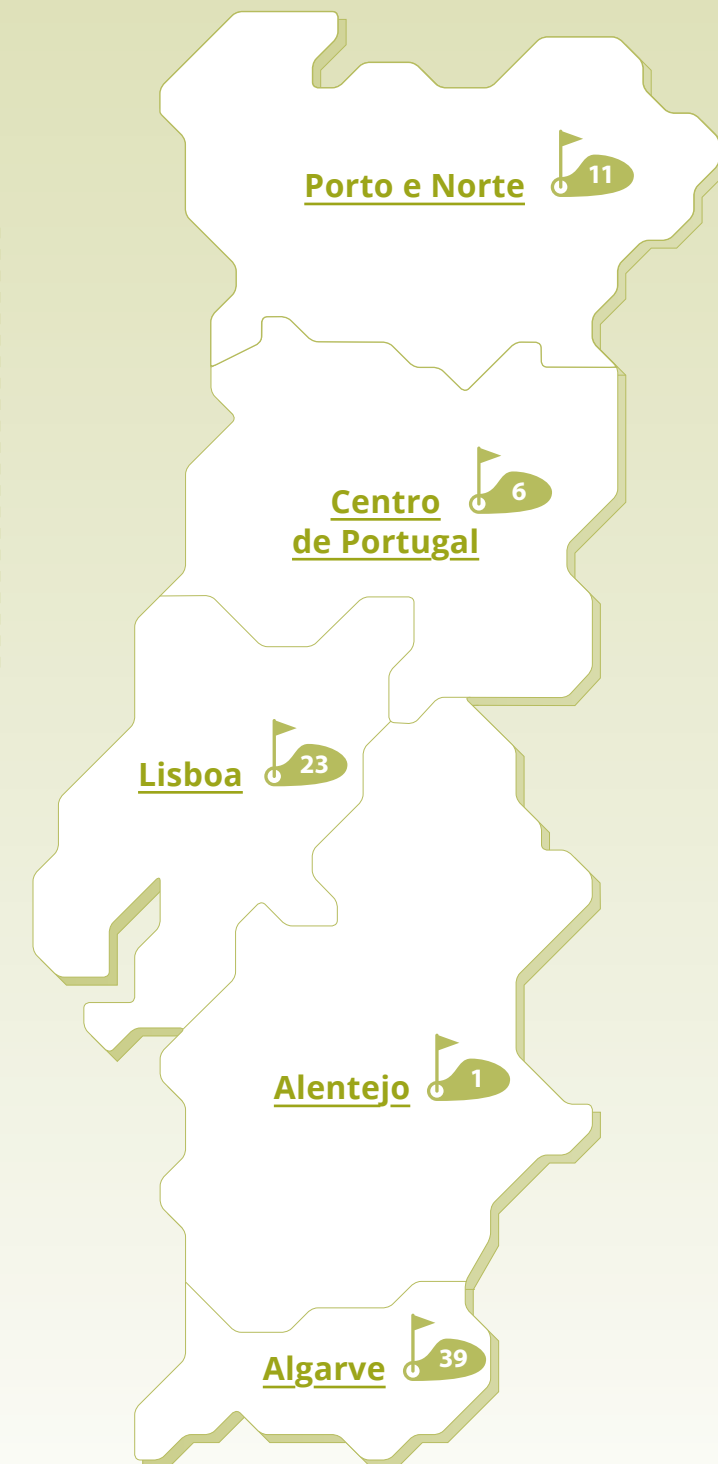 Porto e Norte 11
Centro
de Portugal
6
Lisboa 23
Alentejo 1
Algarve 39